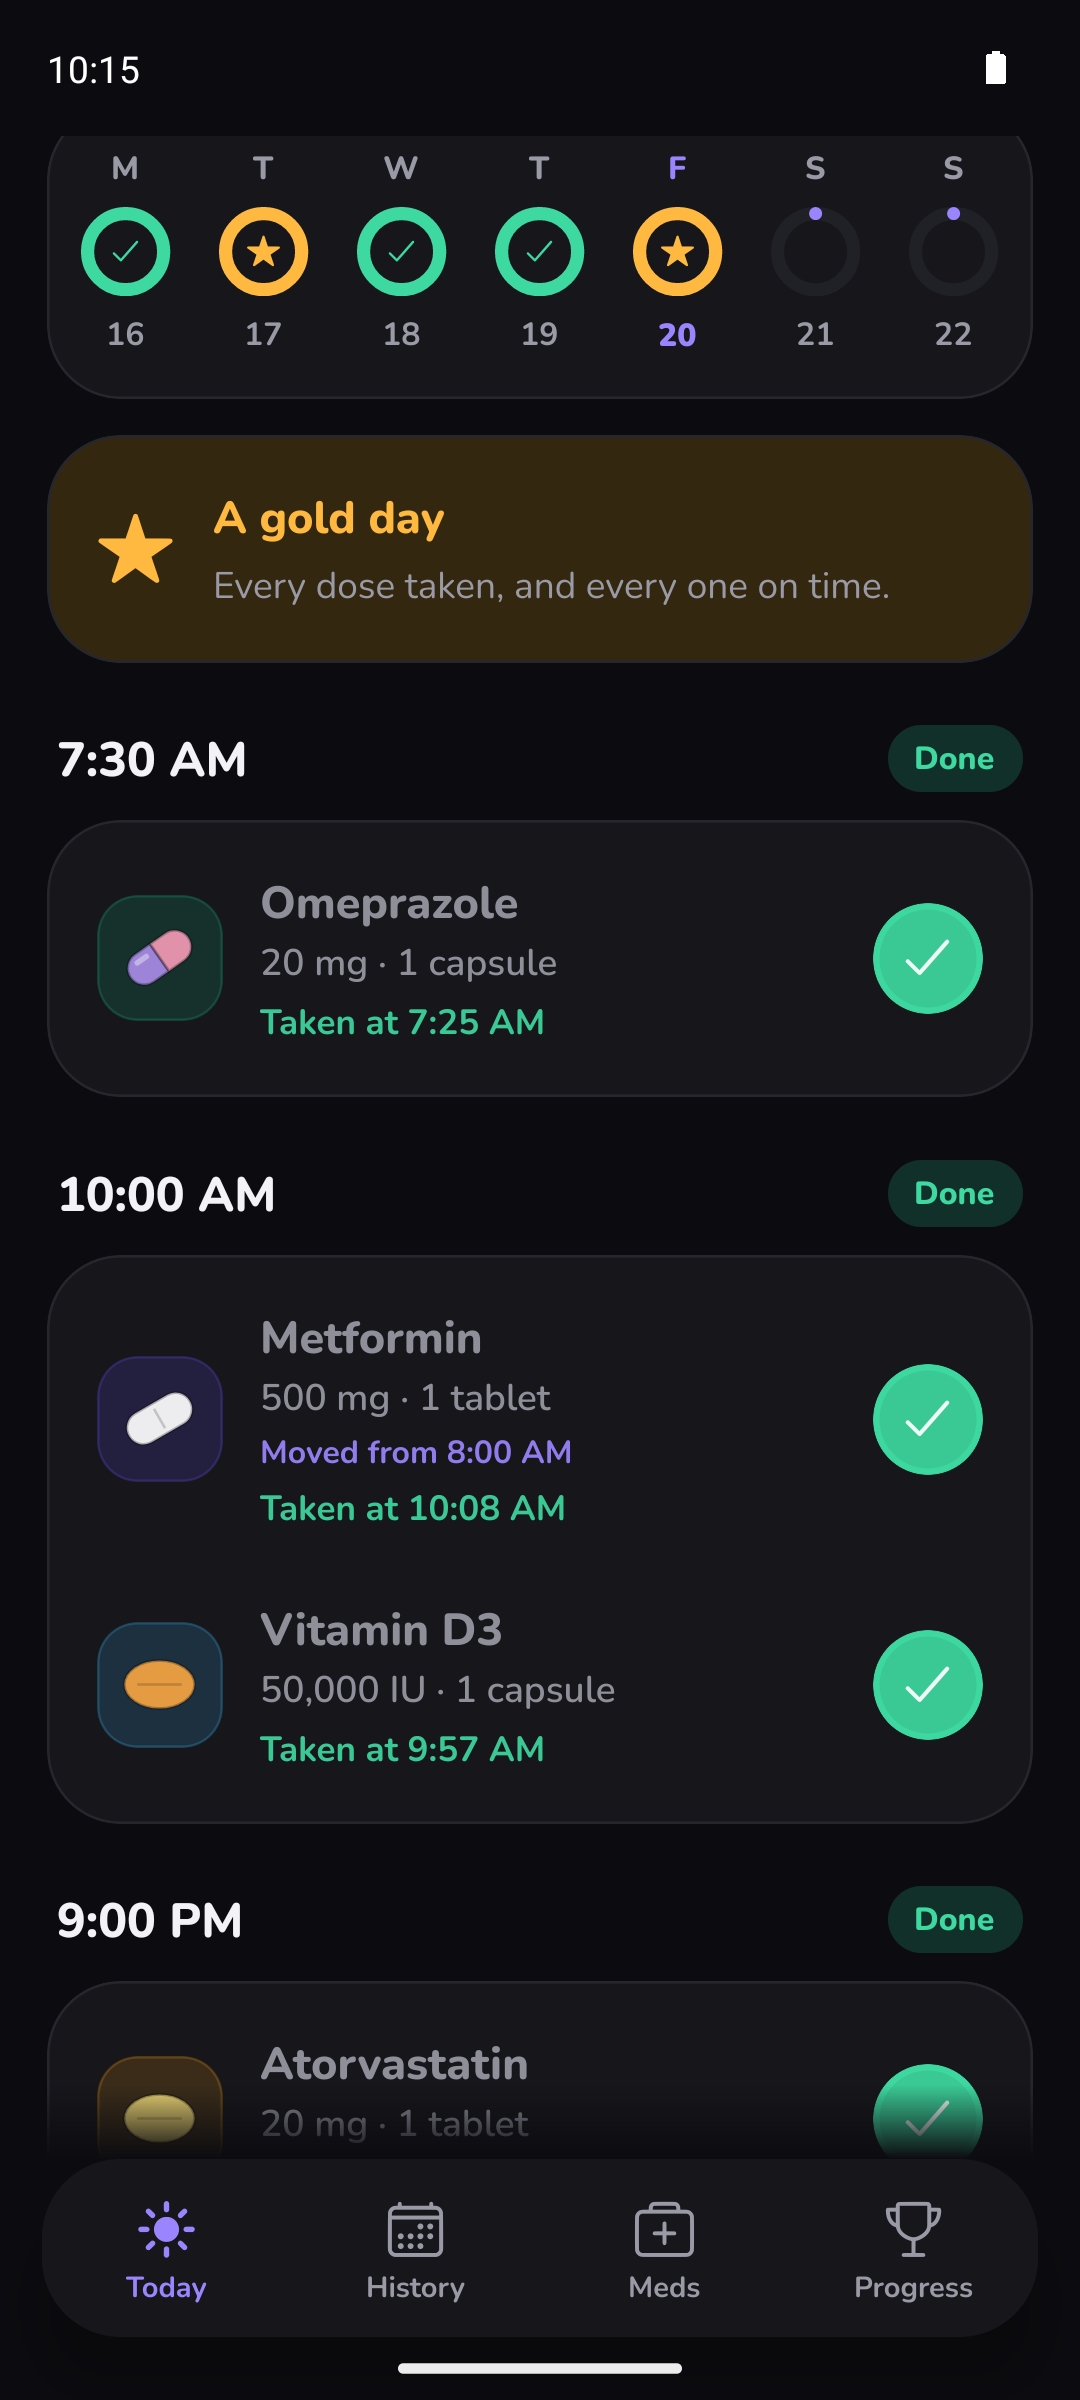 10:15
M T W T F S S
16 17 18 19 20 21 22
A gold day
Every dose taken, and every one on time.
7:30 AM Done
Omeprazole
20 mg · 1 capsule
Taken at 7:25 AM
10:00 AM Done
Metformin
500 mg · 1 tablet
Moved from 8:00 AM
Taken at 10:08 AM
Vitamin D3
50,000 IU · 1 capsule
Taken at 9:57 AM
9:00 PM Done
Atorvastatin
20 mg · 1 tablet
Today History Meds Progress